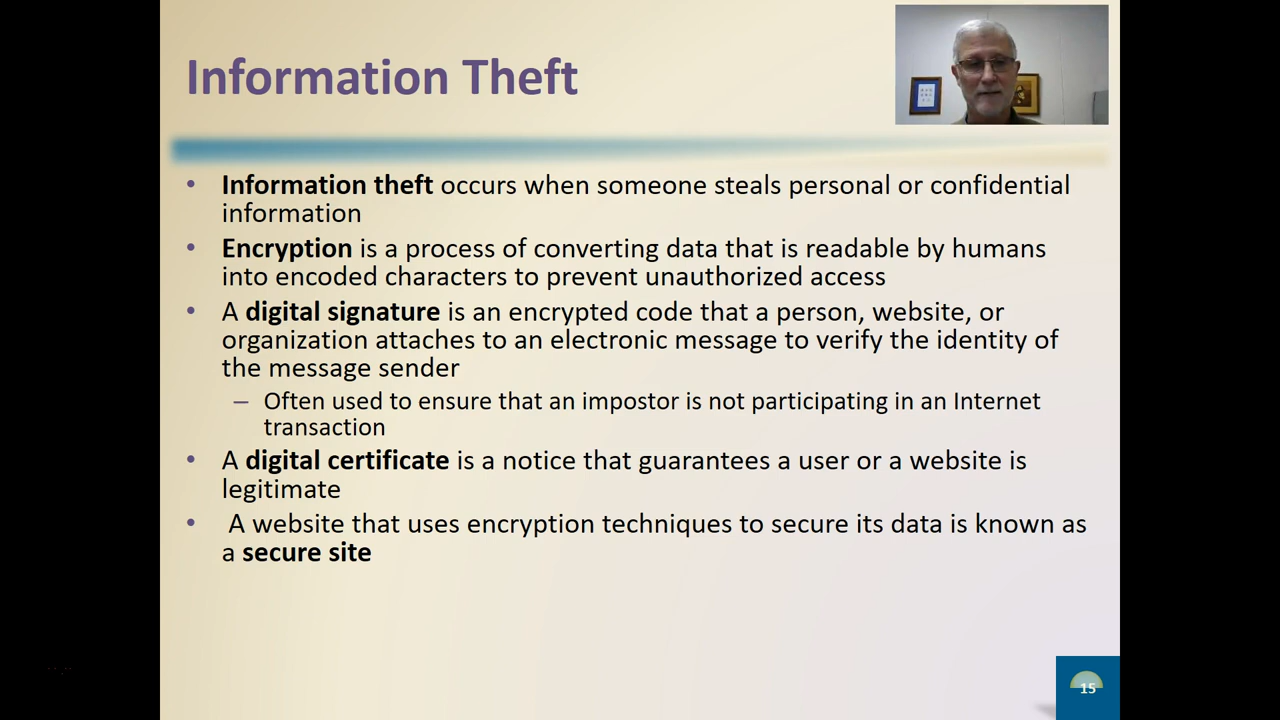 Information Theft
• Information theft occurs when someone steals personal or confidential
information
• Encryption is a process of converting data that is readable by humans
into encoded characters to prevent unauthorized access
• A digital signature is an encrypted code that a person, website, or
organization attaches to an electronic message to verify the identity of
the message sender
– Often used to ensure that an impostor is not participating in an Internet
transaction
• A digital certificate is a notice that guarantees a user or a website is
legitimate
• A website that uses encryption techniques to secure its data is known as
a secure site
15